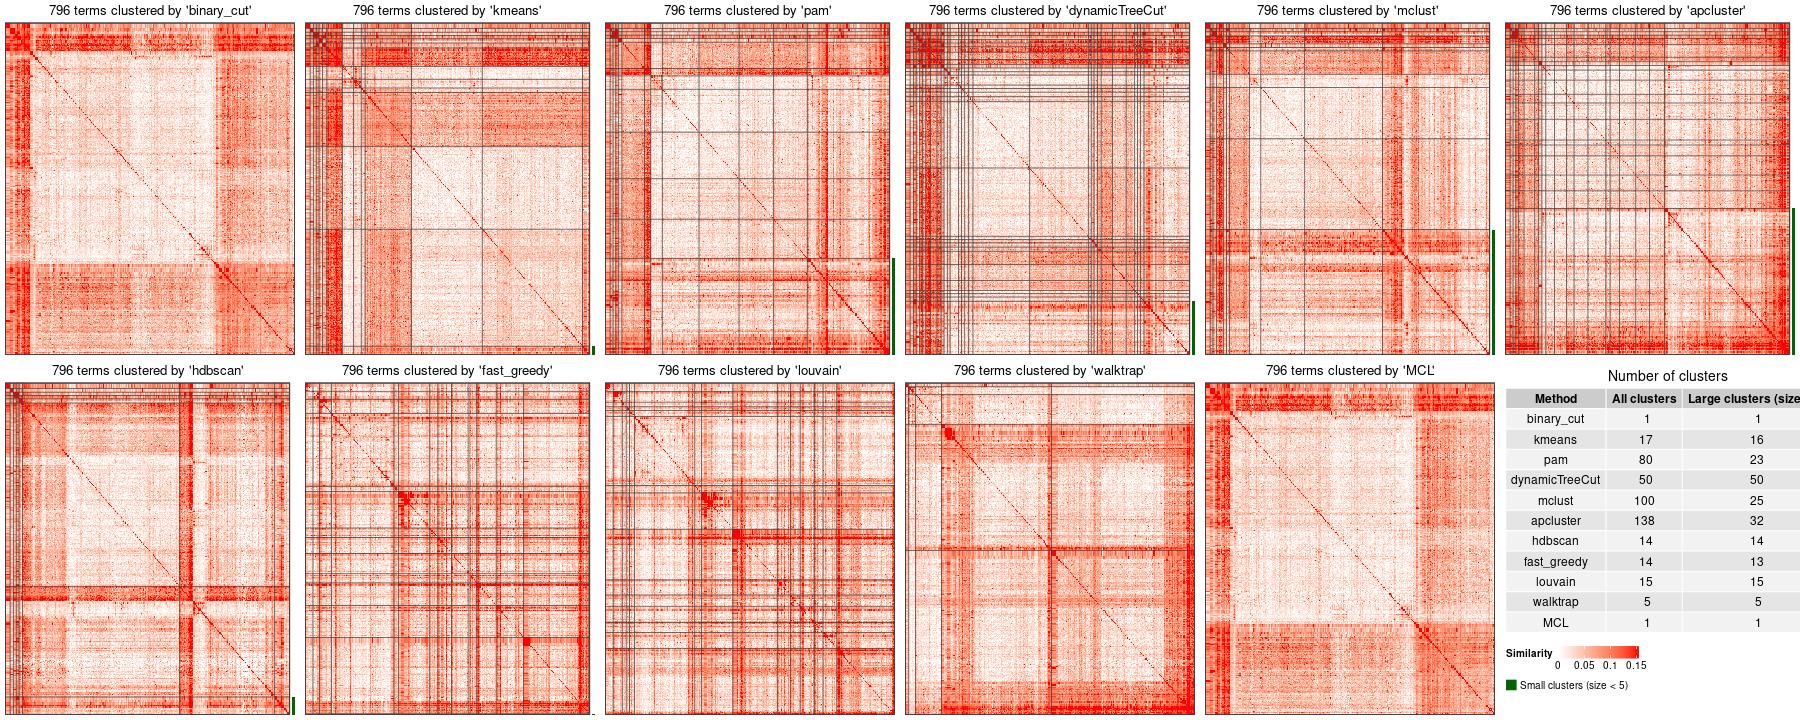 796 terms clustered by 'binary_cut'
796 terms clustered by 'kmeans'
796 terms clustered by 'pam'
796 terms clustered by 'dynamicTreeCut'
796 terms clustered by 'mclust'
796 terms clustered by 'apcluster'
796 terms clustered by 'hdbscan'
796 terms clustered by 'fast_greedy'
796 terms clustered by 'louvain'
796 terms clustered by 'walktrap'
796 terms clustered by 'MCL'
Number of clusters
Method All clusters Large clusters (size
binary_cut 1 1
kmeans 17 16
pam 80 23
dynamicTreeCut 50 50
mclust 100 25
apcluster 138 32
hdbscan 14 14
fast_greedy 14 13
louvain 15 15
walktrap 5 5
MCL 1 1
Similarity
0 0.05 0.1 0.15
Small clusters (size < 5)